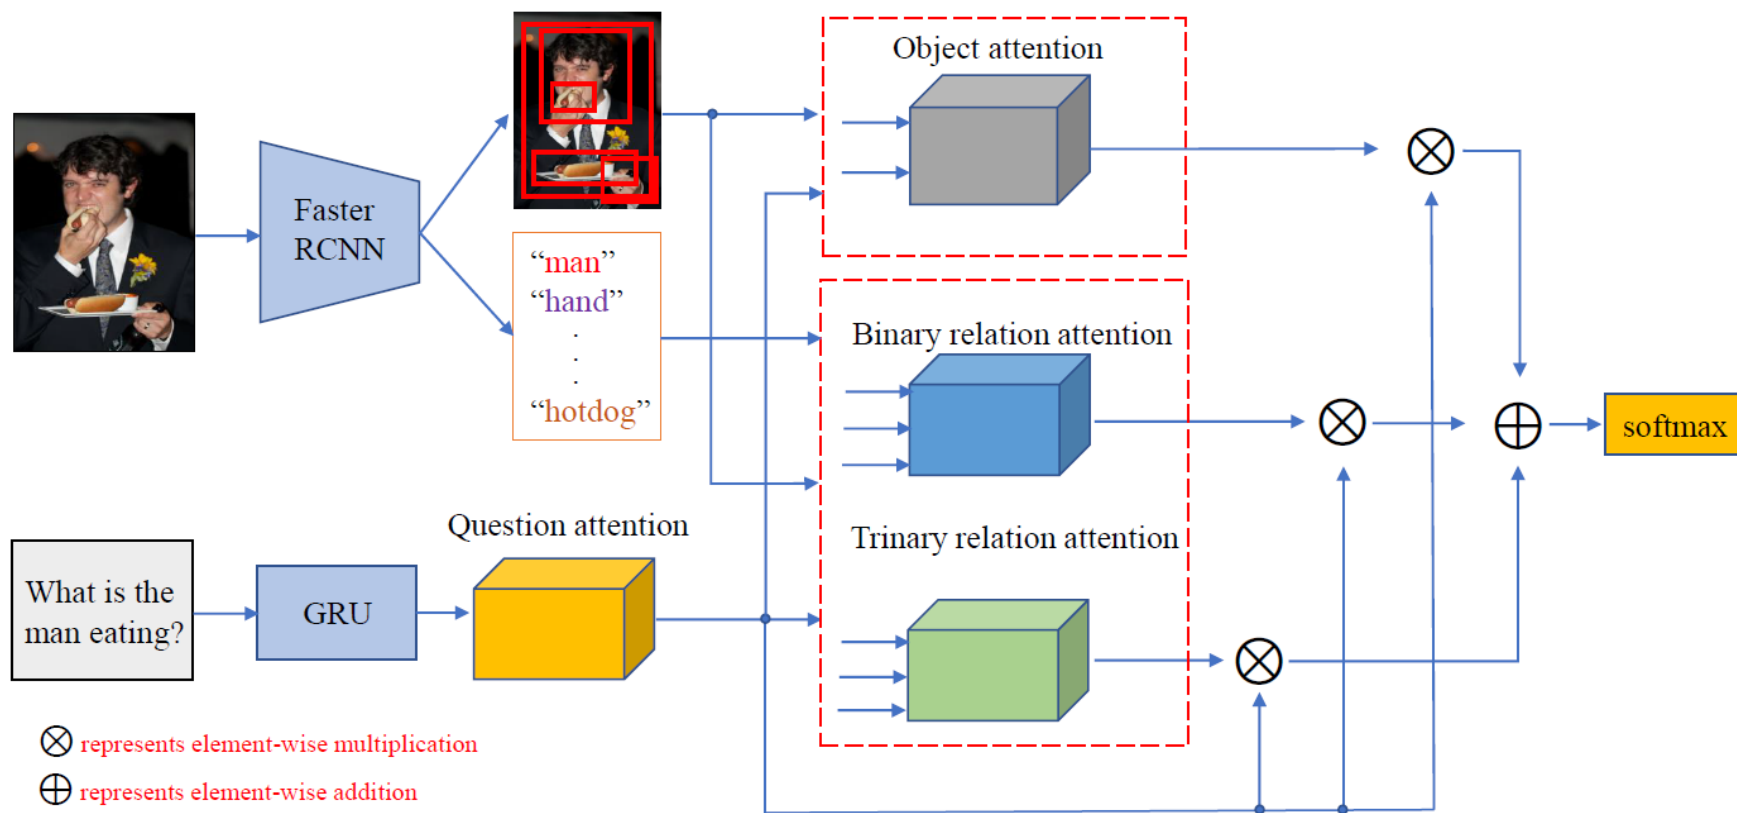 Object attention
Faster
RCNN
“man”
“hand”
.
.
.
“hotdog”
Binary relation attention
softmax
Question attention
Trinary relation attention
What is the
man eating?
GRU
⊗ represents element-wise multiplication
⊕ represents element-wise addition